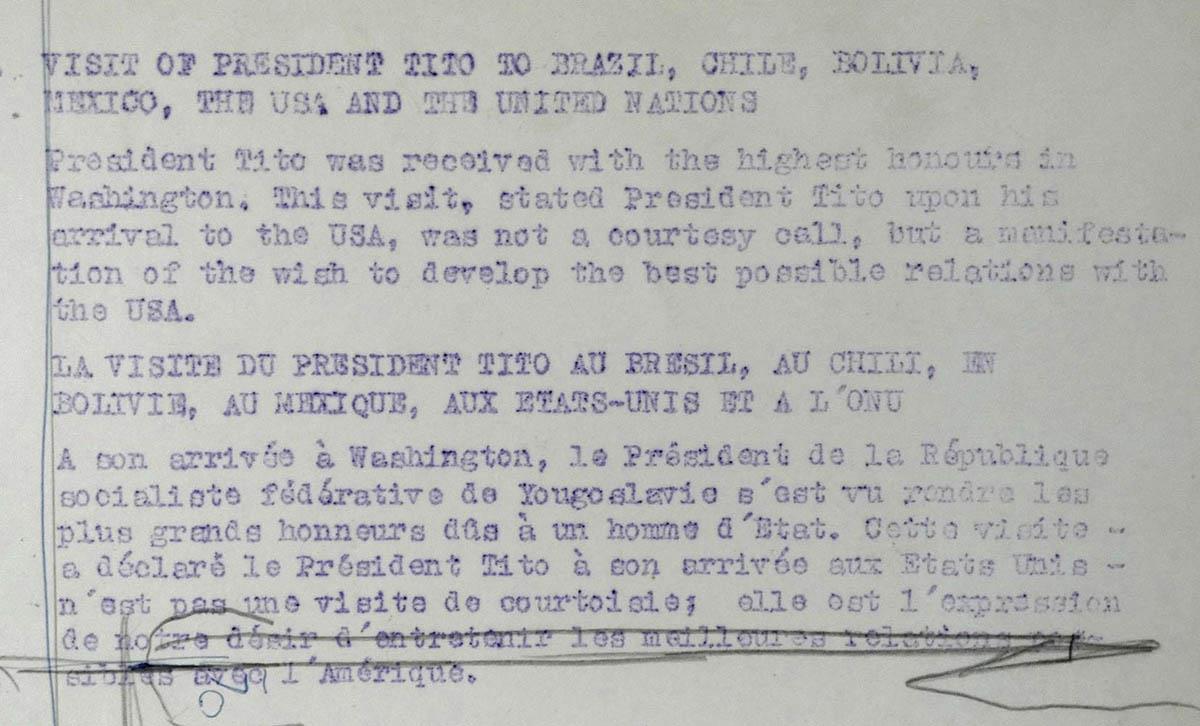 VISIT OF PRESIDENT TITO TO BRAZIL, CHILE, BOLIVIA,
MEXICO, THE USA AND THE UNITED NATIONS
President Tito was received with the highest honours in
Washington. This visit, stated President Tito upon his
arrival to the USA, was not a courtesy call, but a manifesta-
tion of the wish to develop the best possible relations with
the USA.
LA VISITE DU PRESIDENT TITO AU BRESIL, AU CHILI, EN
BOLIVIE, AU MEXIQUE, AUX ETATS-UNIS ET A L´ONU
A son arrivée à Washington, le Président de la République
socialiste fédérative de Yougoslavie s´est vu rendre les
plus grands honneurs dûs à un homme d´Etat. Cette visite -
a déclaré le Président Tito à son arrivée aux Etats Unis -
n´est pas une visite de courtoisie; elle est l´expression
de notre désir d´entretenir les meilleures relations pos-
sibles avec l´Amérique.